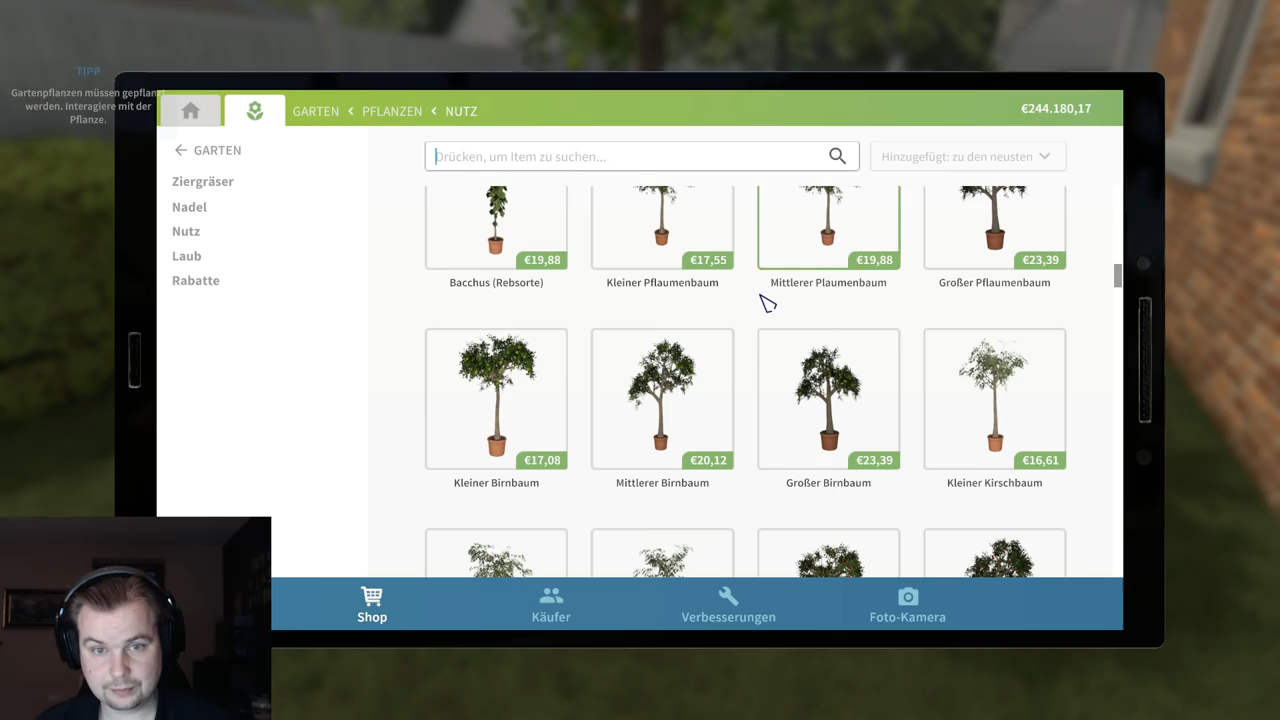 TIPP
Gartenpflanzen müssen gepflanzt
werden. Interagiere mit der
Pflanze.
GARTEN < PFLANZEN < NUTZ
€244.180,17
← GARTEN
Ziergräser
Nadel
Nutz
Laub
Rabatte
Drücken, um Item zu suchen...
Hinzugefügt: zu den neusten
€19,88
€17,55
€19,88
€23,39
Bacchus (Rebsorte)
Kleiner Pflaumenbaum
Mittlerer Plaumenbaum
Großer Pflaumenbaum
€17,08
€20,12
€23,39
€16,61
Kleiner Birnbaum
Mittlerer Birnbaum
Großer Birnbaum
Kleiner Kirschbaum
Shop
Käufer
Verbesserungen
Foto-Kamera